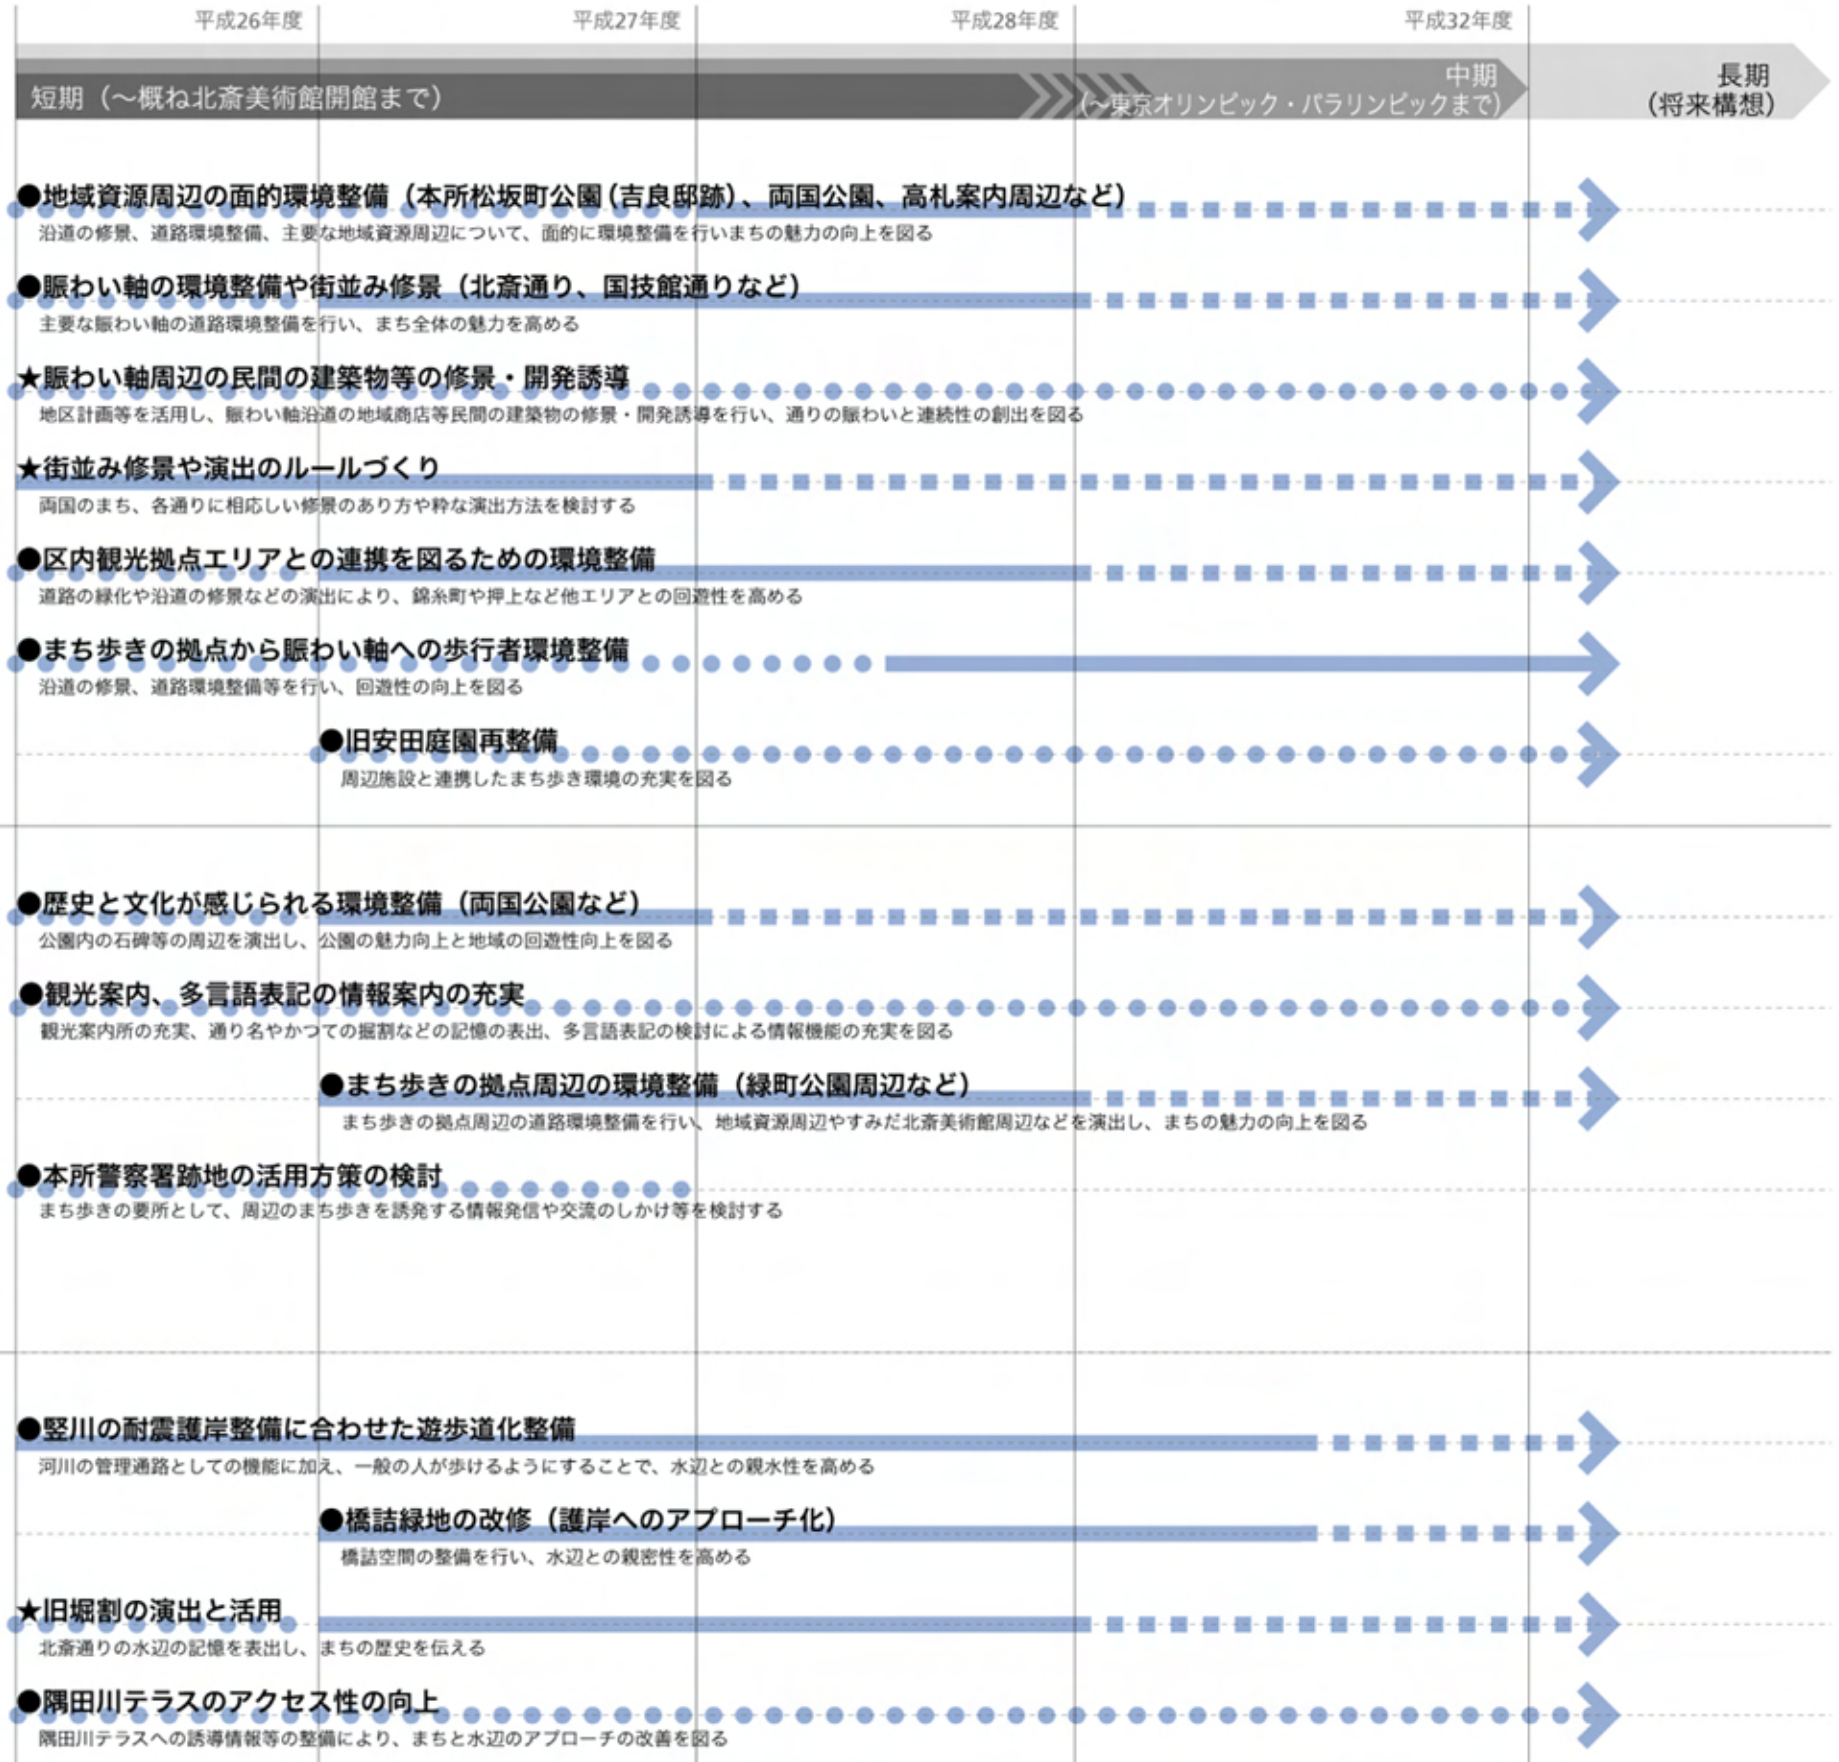 平成26年度 平成27年度 平成28年度 平成32年度
短期（～概ね北斎美術館開館まで）
中期
（～東京オリンピック・パラリンピックまで）
長期
（将来構想）
●地域資源周辺の面的環境整備（本所松坂町公園（吉良邸跡）、両国公園、高札案内周辺など）
沿道の修景、道路環境整備、主要な地域資源周辺について、面的に環境整備を行いまちの魅力の向上を図る
●賑わい軸の環境整備や街並み修景（北斎通り、国技館通りなど）
主要な賑わい軸の道路環境整備を行い、まち全体の魅力を高める
★賑わい軸周辺の民間の建築物等の修景・開発誘導
地区計画等を活用し、賑わい軸沿道の地域商店等民間の建築物の修景・開発誘導を行い、通りの賑わいと連続性の創出を図る
★街並み修景や演出のルールづくり
両国のまち、各通りに相応しい修景のあり方や粋な演出方法を検討する
●区内観光拠点エリアとの連携を図るための環境整備
道路の緑化や沿道の修景などの演出により、錦糸町や押上など他エリアとの回遊性を高める
●まち歩きの拠点から賑わい軸への歩行者環境整備
沿道の修景、道路環境整備等を行い、回遊性の向上を図る
●旧安田庭園再整備
周辺施設と連携したまち歩き環境の充実を図る
●歴史と文化が感じられる環境整備（両国公園など）
公園内の石碑等の周辺を演出し、公園の魅力向上と地域の回遊性向上を図る
●観光案内、多言語表記の情報案内の充実
観光案内所の充実、通り名やかつての掘割などの記憶の表出、多言語表記の検討による情報機能の充実を図る
●まち歩きの拠点周辺の環境整備（緑町公園周辺など）
まち歩きの拠点周辺の道路環境整備を行い、地域資源周辺やすみだ北斎美術館周辺などを演出し、まちの魅力の向上を図る
●本所警察署跡地の活用方策の検討
まち歩きの要所として、周辺のまち歩きを誘発する情報発信や交流のしかけ等を検討する
●竪川の耐震護岸整備に合わせた遊歩道化整備
河川の管理通路としての機能に加え、一般の人が歩けるようにすることで、水辺との親水性を高める
●橋詰緑地の改修（護岸へのアプローチ化）
橋詰空間の整備を行い、水辺との親密性を高める
★旧堀割の演出と活用
北斎通りの水辺の記憶を表出し、まちの歴史を伝える
●隅田川テラスのアクセス性の向上
隅田川テラスへの誘導情報等の整備により、まちと水辺のアプローチの改善を図る